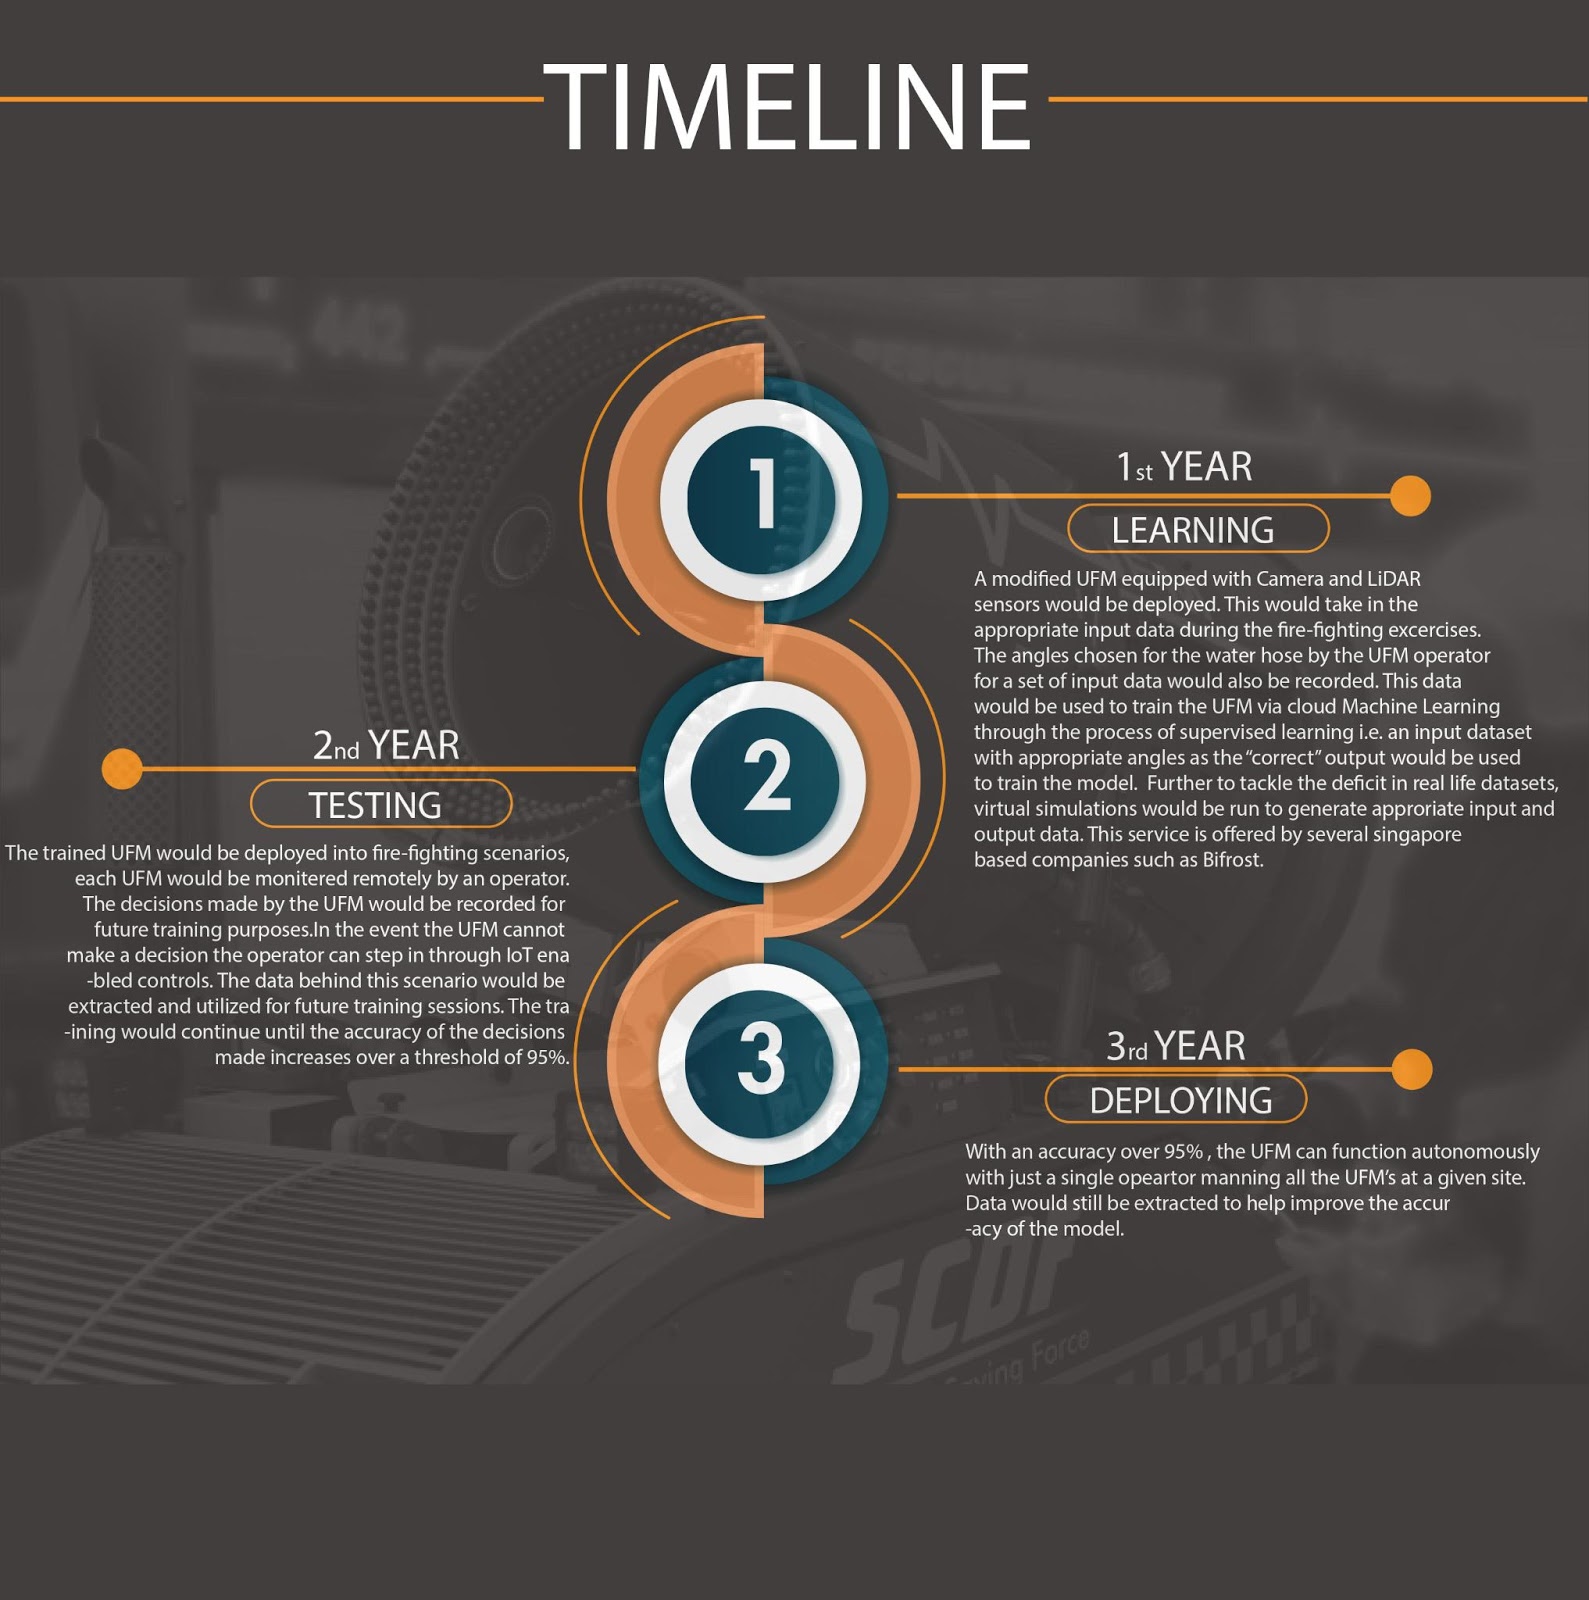 TIMELINE
442
1
1st YEAR
LEARNING
A modified UFM equipped with Camera and LiDAR
sensors would be deployed. This would take in the
appropriate input data during the fire-fighting excercises.
The angles chosen for the water hose by the UFM operator
for a set of input data would also be recorded. This data
would be used to train the UFM via cloud Machine Learning
through the process of supervised learning i.e. an input dataset
with appropriate angles as the “correct” output would be used
to train the model.  Further to tackle the deficit in real life datasets,
virtual simulations would be run to generate approriate input and
output data. This service is offered by several singapore
based companies such as Bifrost.
2
2nd YEAR
TESTING
The trained UFM would be deployed into fire-fighting scenarios,
each UFM would be monitered remotely by an operator.
The decisions made by the UFM would be recorded for
future training purposes.In the event the UFM cannot
make a decision the operator can step in through IoT ena
-bled controls. The data behind this scenario would be
extracted and utilized for future training sessions. The tra
-ining would continue until the accuracy of the decisions
made increases over a threshold of 95%.
3
3rd YEAR
DEPLOYING
With an accuracy over 95% , the UFM can function autonomously
with just a single opeartor manning all the UFM's at a given site.
Data would still be extracted to help improve the accur
-acy of the model.
SCDF
Saving Force